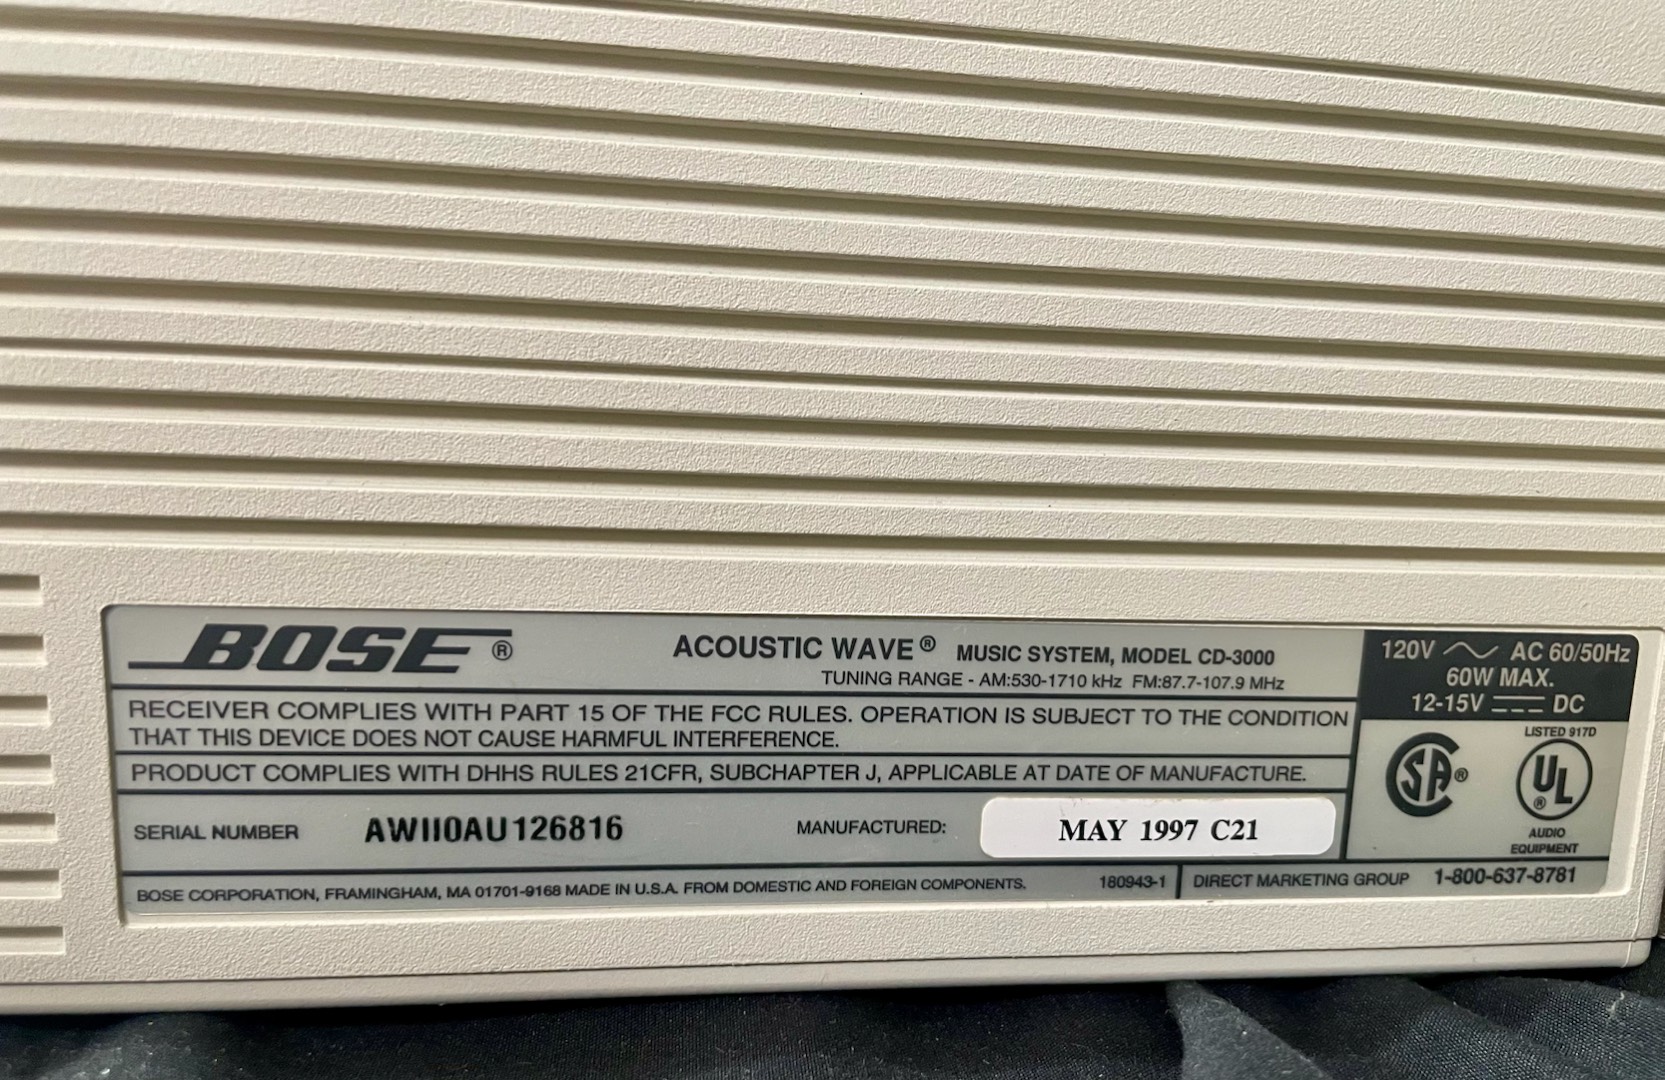 BOSE®
ACOUSTIC WAVE® MUSIC SYSTEM, MODEL CD-3000
TUNING RANGE - AM:530-1710 kHz FM:87.7-107.9 MHz
120V ～ AC 60/50Hz
60W MAX.
12-15V ⎓ DC
RECEIVER COMPLIES WITH PART 15 OF THE FCC RULES. OPERATION IS SUBJECT TO THE CONDITION
THAT THIS DEVICE DOES NOT CAUSE HARMFUL INTERFERENCE.
PRODUCT COMPLIES WITH DHHS RULES 21CFR, SUBCHAPTER J, APPLICABLE AT DATE OF MANUFACTURE.
SA®
LISTED 917D
UL®
AUDIO
EQUIPMENT
SERIAL NUMBER AW110AU126816 MANUFACTURED: MAY 1997 C21
BOSE CORPORATION, FRAMINGHAM, MA 01701-9168 MADE IN U.S.A. FROM DOMESTIC AND FOREIGN COMPONENTS. 180943-1 DIRECT MARKETING GROUP 1-800-637-8781